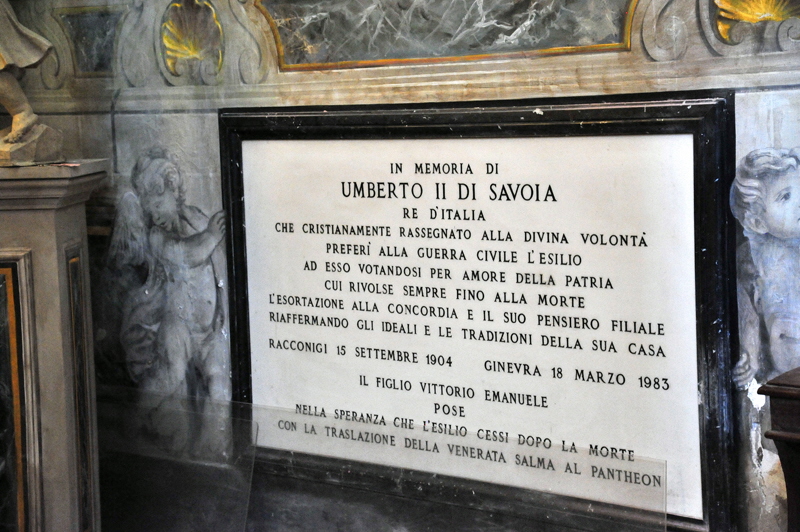 IN MEMORIA DI
UMBERTO II DI SAVOIA
RE D'ITALIA
CHE CRISTIANAMENTE RASSEGNATO ALLA DIVINA VOLONTÀ
PREFERÌ ALLA GUERRA CIVILE L'ESILIO
AD ESSO VOTANDOSI PER AMORE DELLA PATRIA
CUI RIVOLSE SEMPRE FINO ALLA MORTE
L'ESORTAZIONE ALLA CONCORDIA E IL SUO PENSIERO FILIALE
RIAFFERMANDO GLI IDEALI E LE TRADIZIONI DELLA SUA CASA
RACCONIGI 15 SETTEMBRE 1904 GINEVRA 18 MARZO 1983
IL FIGLIO VITTORIO EMANUELE
POSE
NELLA SPERANZA CHE L'ESILIO CESSI DOPO LA MORTE
CON LA TRASLAZIONE DELLA VENERATA SALMA AL PANTHEON